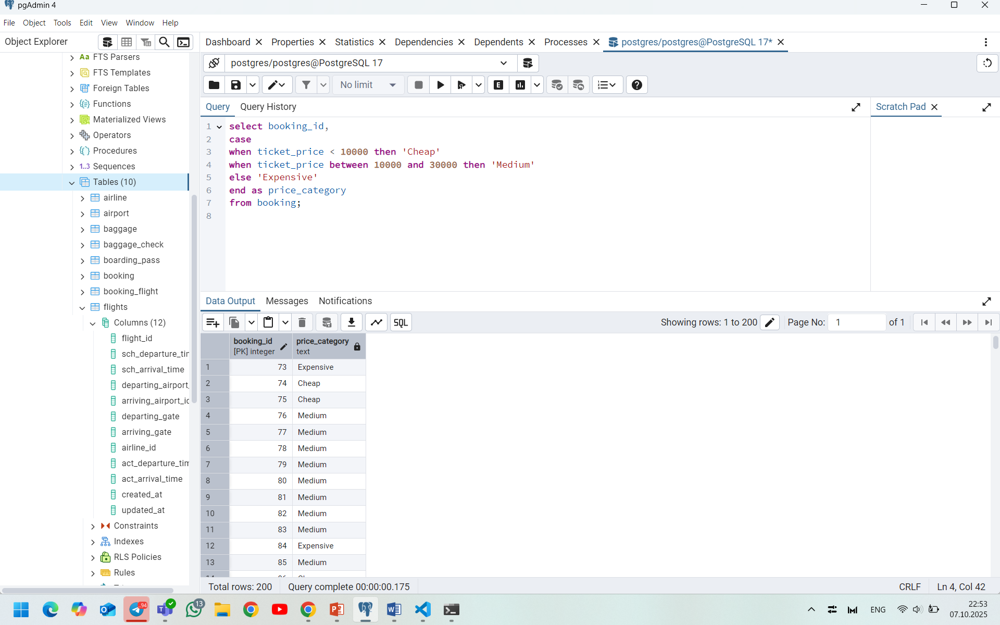 pgAdmin 4
File Object Tools Edit View Window Help
Object Explorer
Dashboard Properties Statistics Dependencies Dependents Processes postgres/postgres@PostgreSQL 17*
postgres/postgres@PostgreSQL 17
No limit
E
Query Query History
Scratch Pad
1 select booking_id,
2 case
3 when ticket_price < 10000 then 'Cheap'
4 when ticket_price between 10000 and 30000 then 'Medium'
5 else 'Expensive'
6 end as price_category
7 from booking;
8
Aa FTS Parsers
FTS Templates
Foreign Tables
Functions
Materialized Views
Operators
Procedures
1..3 Sequences
Tables (10)
airline
airport
baggage
baggage_check
boarding_pass
booking
booking_flight
flights
Columns (12)
flight_id
sch_departure_tim
sch_arrival_time
departing_airport_
arriving_airport_id
departing_gate
arriving_gate
airline_id
act_departure_tim
act_arrival_time
created_at
updated_at
Constraints
Indexes
RLS Policies
Rules
Data Output Messages Notifications
SQL
Showing rows: 1 to 200 Page No: 1 of 1
booking_id price_category
[PK] integer text
1 73 Expensive
2 74 Cheap
3 75 Cheap
4 76 Medium
5 77 Medium
6 78 Medium
7 79 Medium
8 80 Medium
9 81 Medium
10 82 Medium
11 83 Medium
12 84 Expensive
13 85 Medium
Total rows: 200 Query complete 00:00:00.175 CRLF Ln 4, Col 42
94
13
ENG
22:53
07.10.2025